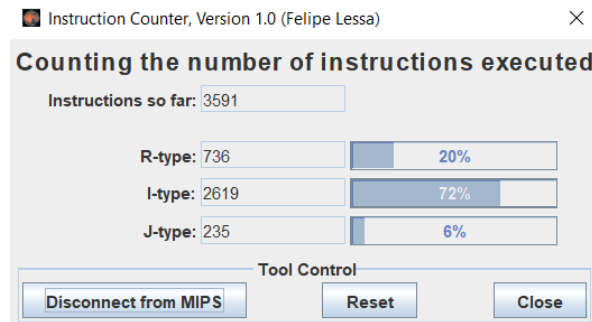 Instruction Counter, Version 1.0 (Felipe Lessa)
Counting the number of instructions executed
Instructions so far: 3591
R-type: 736 20%
I-type: 2619 72%
J-type: 235 6%
Tool Control
Disconnect from MIPS Reset Close